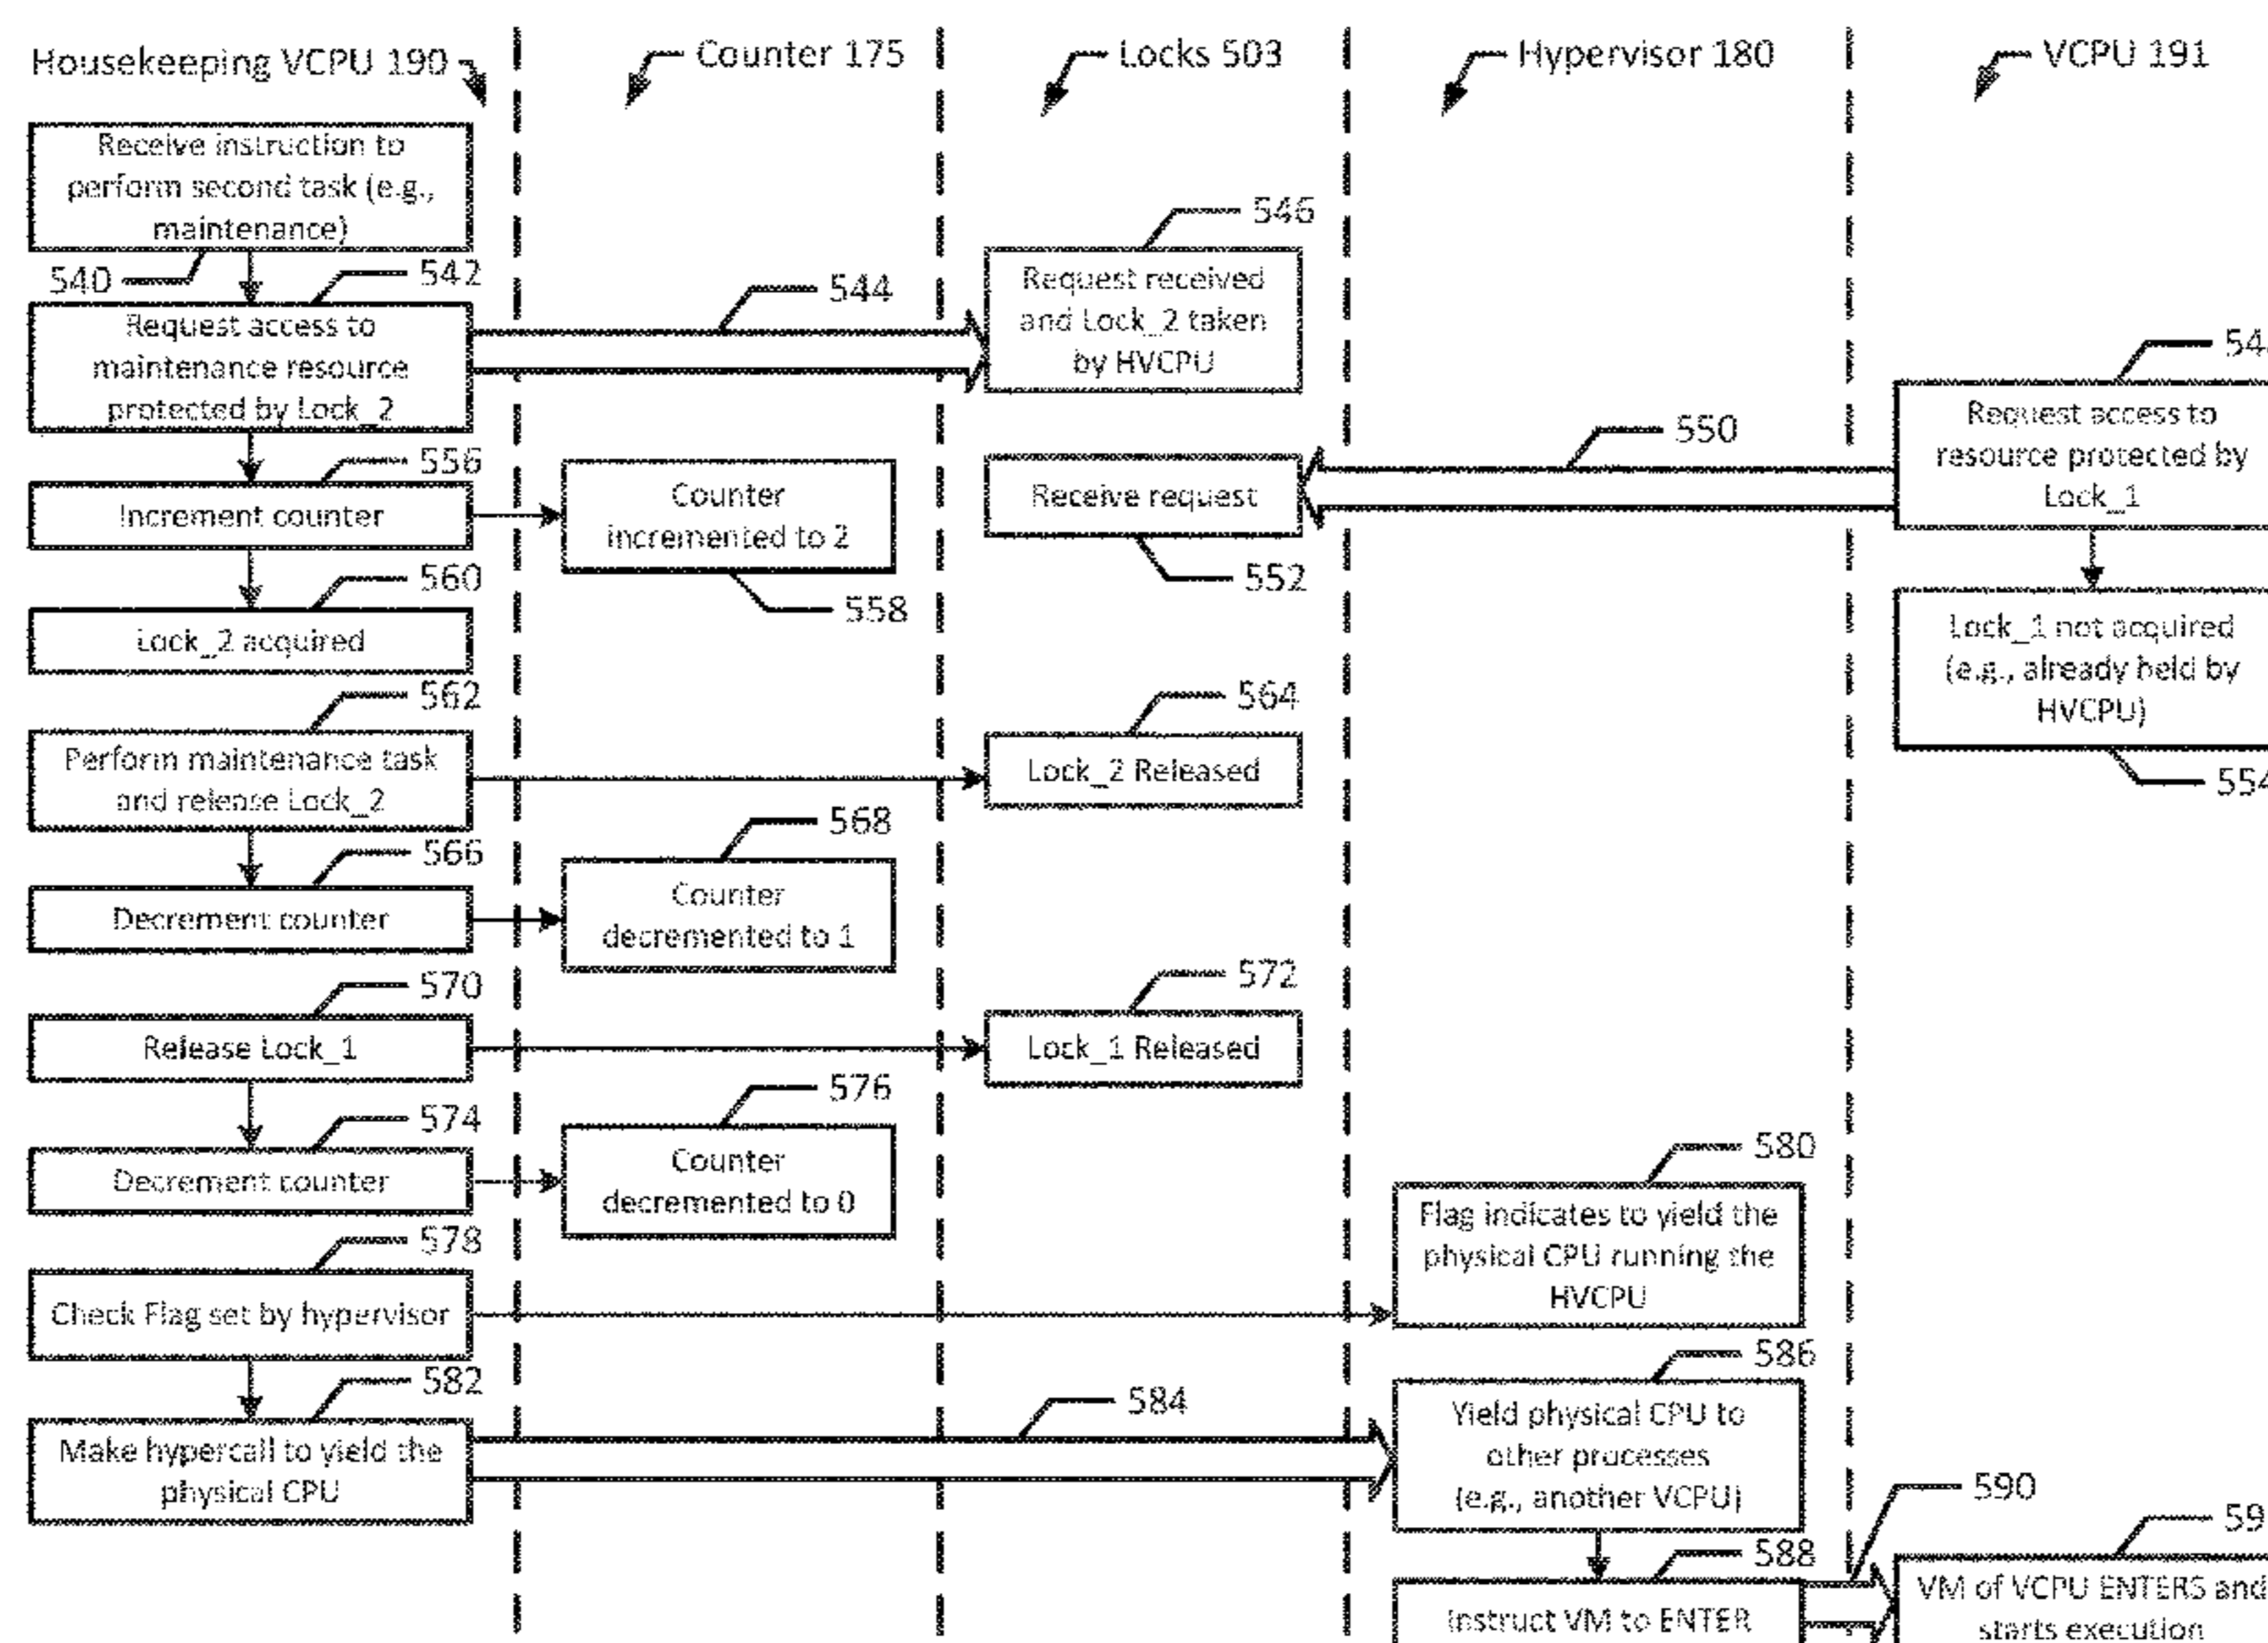 Housekeeping VCPU 190
Counter 175
Locks 503
Hypervisor 180
VCPU 191
Receive instruction to
perform second task (e.g.,
maintenance)
540
542
Request access to
maintenance resource
protected by Lock_2
544
546
Request received
and Lock_2 taken
by HVCPU
Request access to
resource protected by
Lock_1
550
Receive request
552
Lock_1 not acquired
(e.g., already held by
HVCPU)
554
556
Increment counter
Counter
incremented to 2
558
560
Lock_2 acquired
562
Perform maintenance task
and release Lock_2
564
Lock_2 Released
566
Decrement counter
568
Counter
decremented to 1
570
Release Lock_1
572
Lock_1 Released
574
Decrement counter
576
Counter
decremented to 0
578
Check Flag set by hypervisor
580
Flag indicates to yield the
physical CPU running the
HVCPU
582
Make hypercall to yield the
physical CPU
584
586
Yield physical CPU to
other processes
(e.g., another VCPU)
588
Instruct VM to ENTER
590
VM of VCPU ENTERS and
starts execution